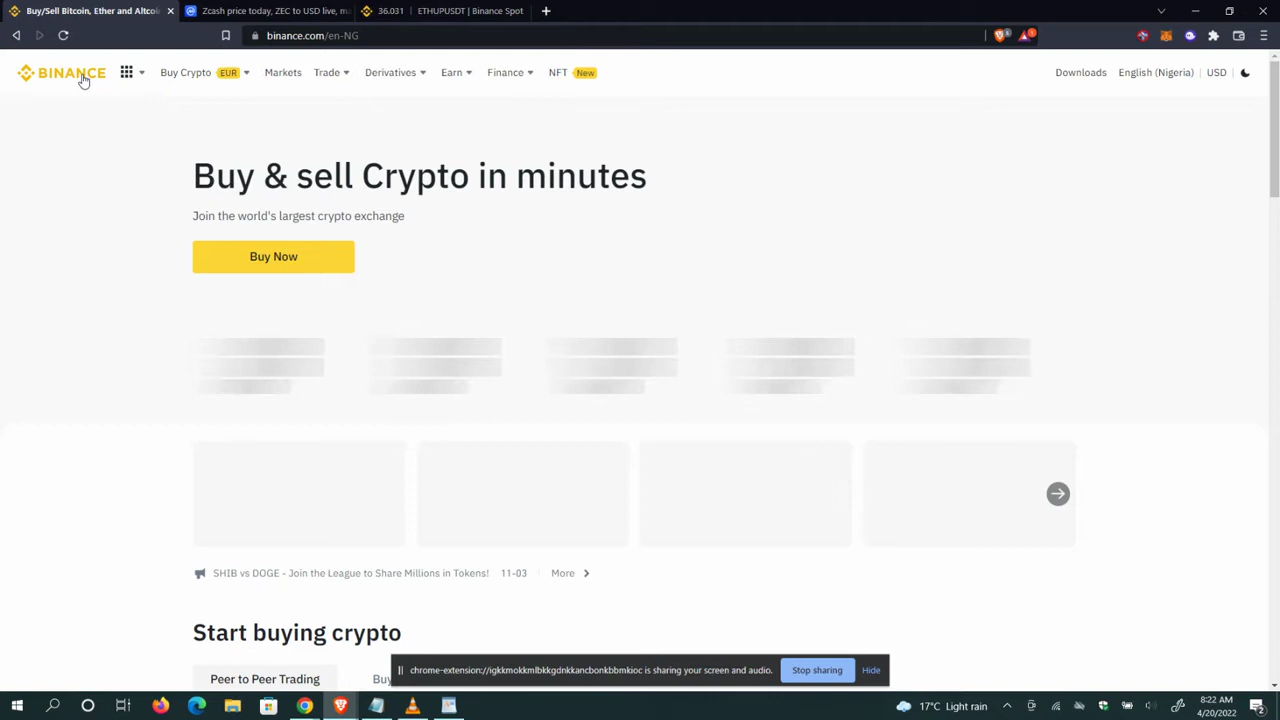 Buy/Sell Bitcoin, Ether and Altcoi
Zcash price today, ZEC to USD live, ma
36.031 | ETHUPUSDT | Binance Spot
binance.com/en-NG
BINANCE
Buy Crypto EUR
Markets
Trade
Derivatives
Earn
Finance
NFT New
Downloads
English (Nigeria)
USD
Buy & sell Crypto in minutes
Join the world's largest crypto exchange
Buy Now
SHIB vs DOGE - Join the League to Share Millions in Tokens! 11-03 More
Start buying crypto
chrome-extension://igkkmokkmlbkkgdnkkancbonkbbmkioc is sharing your screen and audio. Stop sharing Hide
Peer to Peer Trading
Buy
17°C Light rain
8:22 AM
4/20/2022